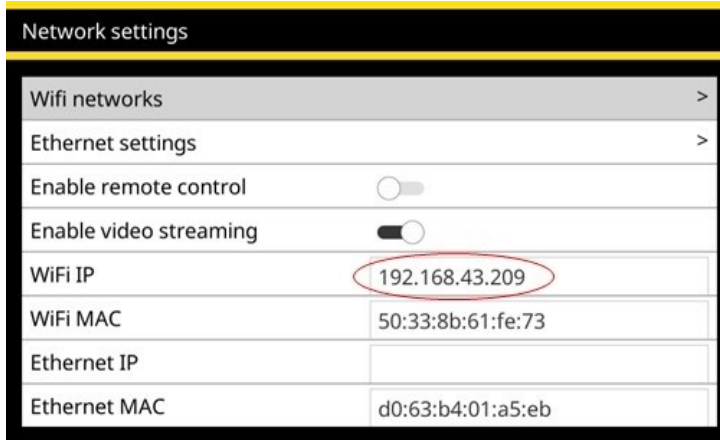 Network settings
Wifi networks >
Ethernet settings >
Enable remote control
Enable video streaming
WiFi IP 192.168.43.209
WiFi MAC 50:33:8b:61:fe:73
Ethernet IP
Ethernet MAC d0:63:b4:01:a5:eb